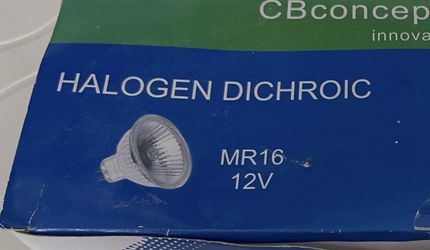 CBconcep
innova
HALOGEN DICHROIC
MR16
12V